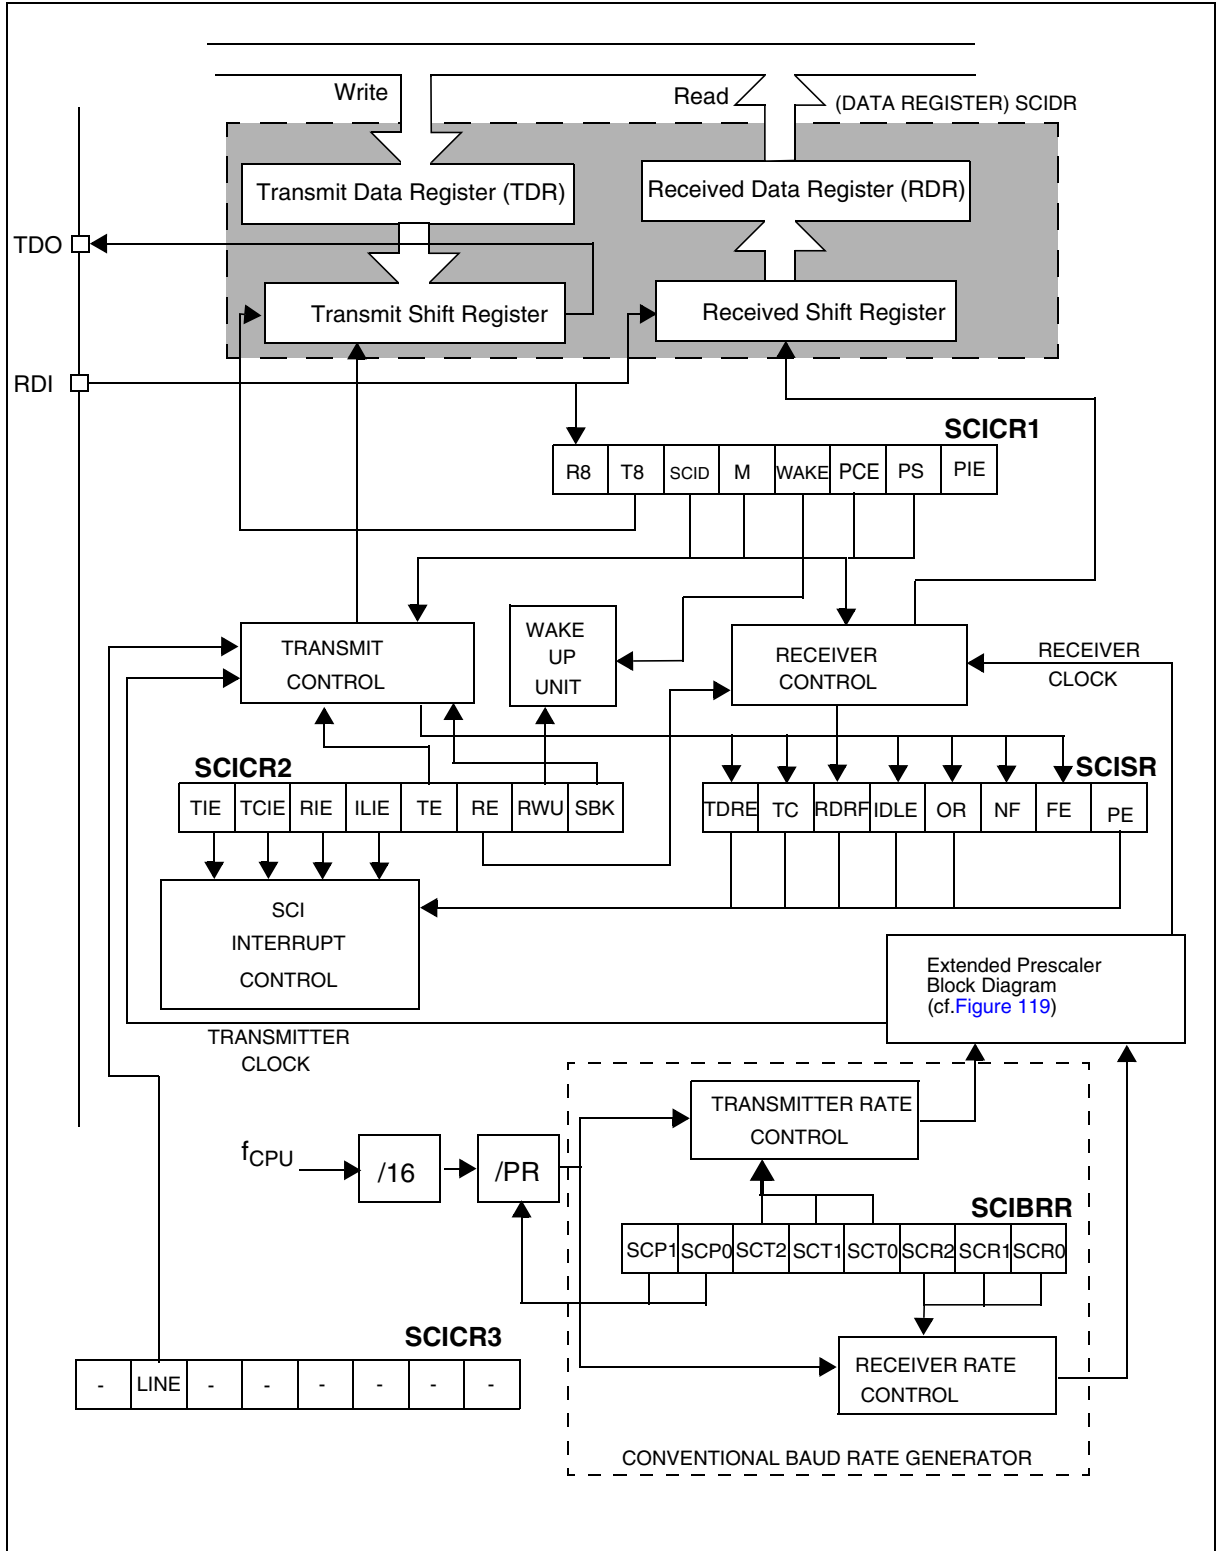 Write
Read
(DATA REGISTER) SCIDR
Transmit Data Register (TDR)
Received Data Register (RDR)
TDO
Transmit Shift Register
Received Shift Register
RDI
SCICR1
R8 T8 SCID M WAKE PCE PS PIE
TRANSMIT
CONTROL
WAKE
UP
UNIT
RECEIVER
CONTROL
RECEIVER
CLOCK
SCICR2
TIE TCIE RIE ILIE TE RE RWU SBK
SCISR
TDRE TC RDRF IDLE OR NF FE PE
SCI
INTERRUPT
CONTROL
Extended Prescaler
Block Diagram
(cf.Figure 119)
TRANSMITTER
CLOCK
TRANSMITTER RATE
CONTROL
fCPU
/16
/PR
SCIBRR
SCP1 SCP0 SCT2 SCT1 SCT0 SCR2 SCR1 SCR0
SCICR3
- LINE - - - - - -
RECEIVER RATE
CONTROL
CONVENTIONAL BAUD RATE GENERATOR